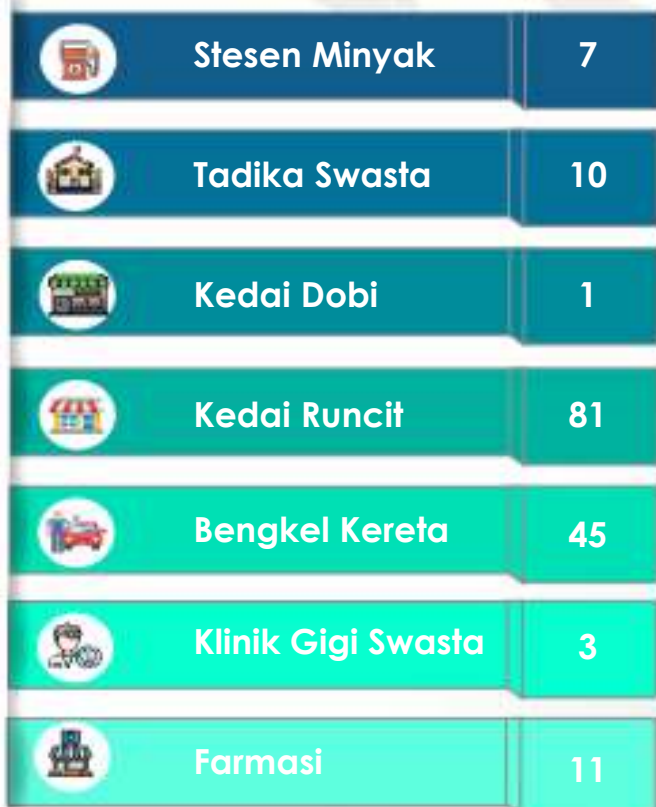 Stesen Minyak 7
Tadika Swasta 10
Kedai Dobi 1
Kedai Runcit 81
Bengkel Kereta 45
Klinik Gigi Swasta 3
Farmasi 11